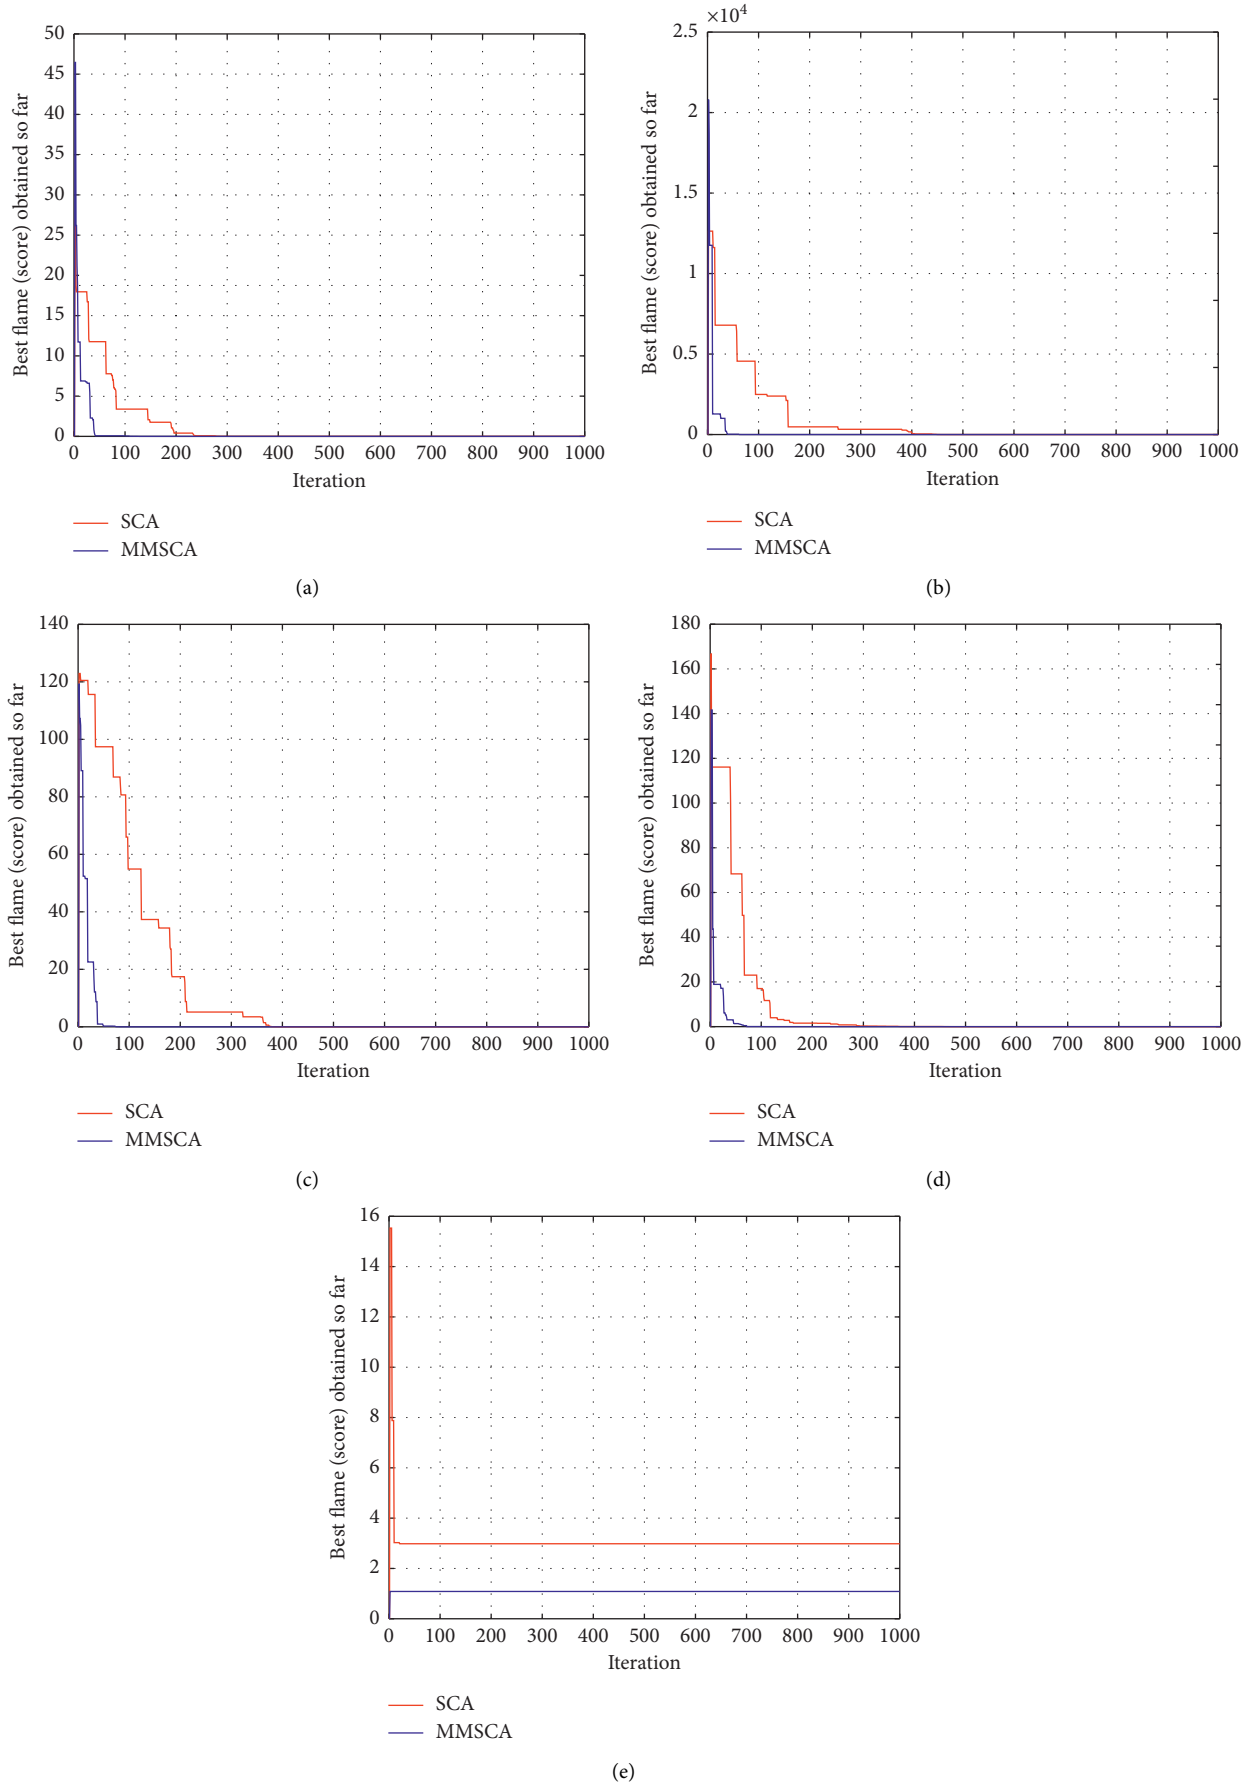 Best flame (score) obtained so far
50
45
40
35
30
25
20
15
10
5
0
0 100 200 300 400 500 600 700 800 900 1000
Iteration
SCA
MMSCA
(a)
×10⁴
Best flame (score) obtained so far
2.5
2
1.5
1
0.5
0
0 100 200 300 400 500 600 700 800 900 1000
Iteration
SCA
MMSCA
(b)
Best flame (score) obtained so far
140
120
100
80
60
40
20
0
0 100 200 300 400 500 600 700 800 900 1000
Iteration
SCA
MMSCA
(c)
Best flame (score) obtained so far
180
160
140
120
100
80
60
40
20
0
0 100 200 300 400 500 600 700 800 900 1000
Iteration
SCA
MMSCA
(d)
Best flame (score) obtained so far
16
14
12
10
8
6
4
2
0
0 100 200 300 400 500 600 700 800 900 1000
Iteration
SCA
MMSCA
(e)